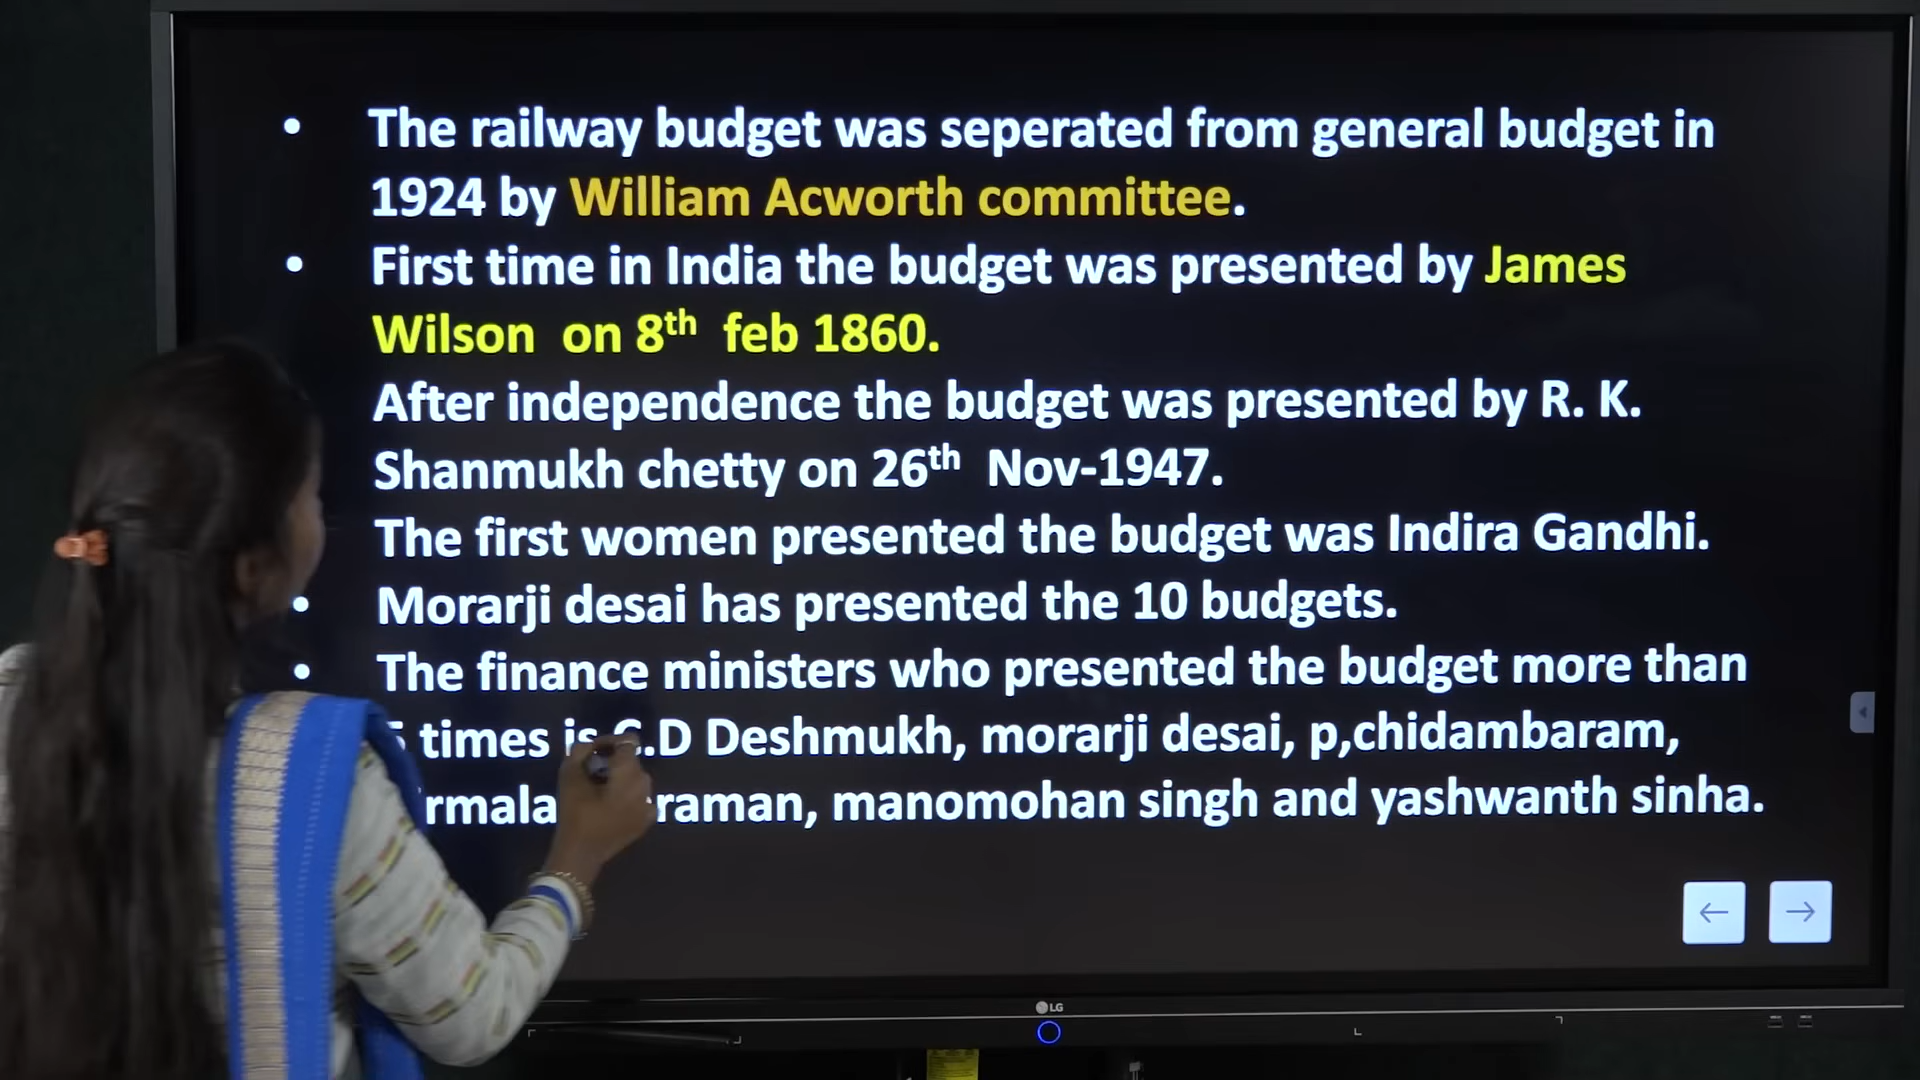 • The railway budget was seperated from general budget in
1924 by William Acworth committee.
• First time in India the budget was presented by James
Wilson on 8th feb 1860.
After independence the budget was presented by R. K.
Shanmukh chetty on 26th Nov-1947.
The first women presented the budget was Indira Gandhi.
• Morarji desai has presented the 10 budgets.
• The finance ministers who presented the budget more than
times is C.D Deshmukh, morarji desai, p,chidambaram,
manomohan singh and yashwanth sinha.
LG